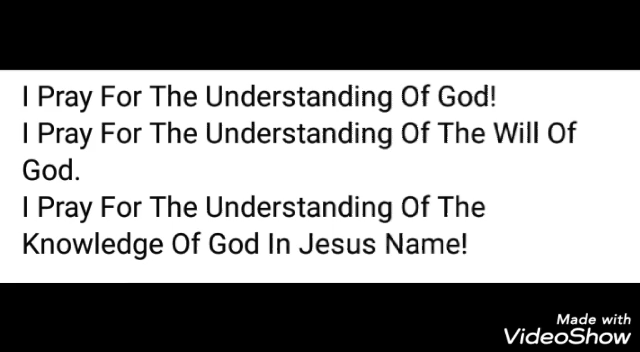 I Pray For The Understanding Of God!
I Pray For The Understanding Of The Will Of
God.
I Pray For The Understanding Of The
Knowledge Of God In Jesus Name!
Made with
VideoShow